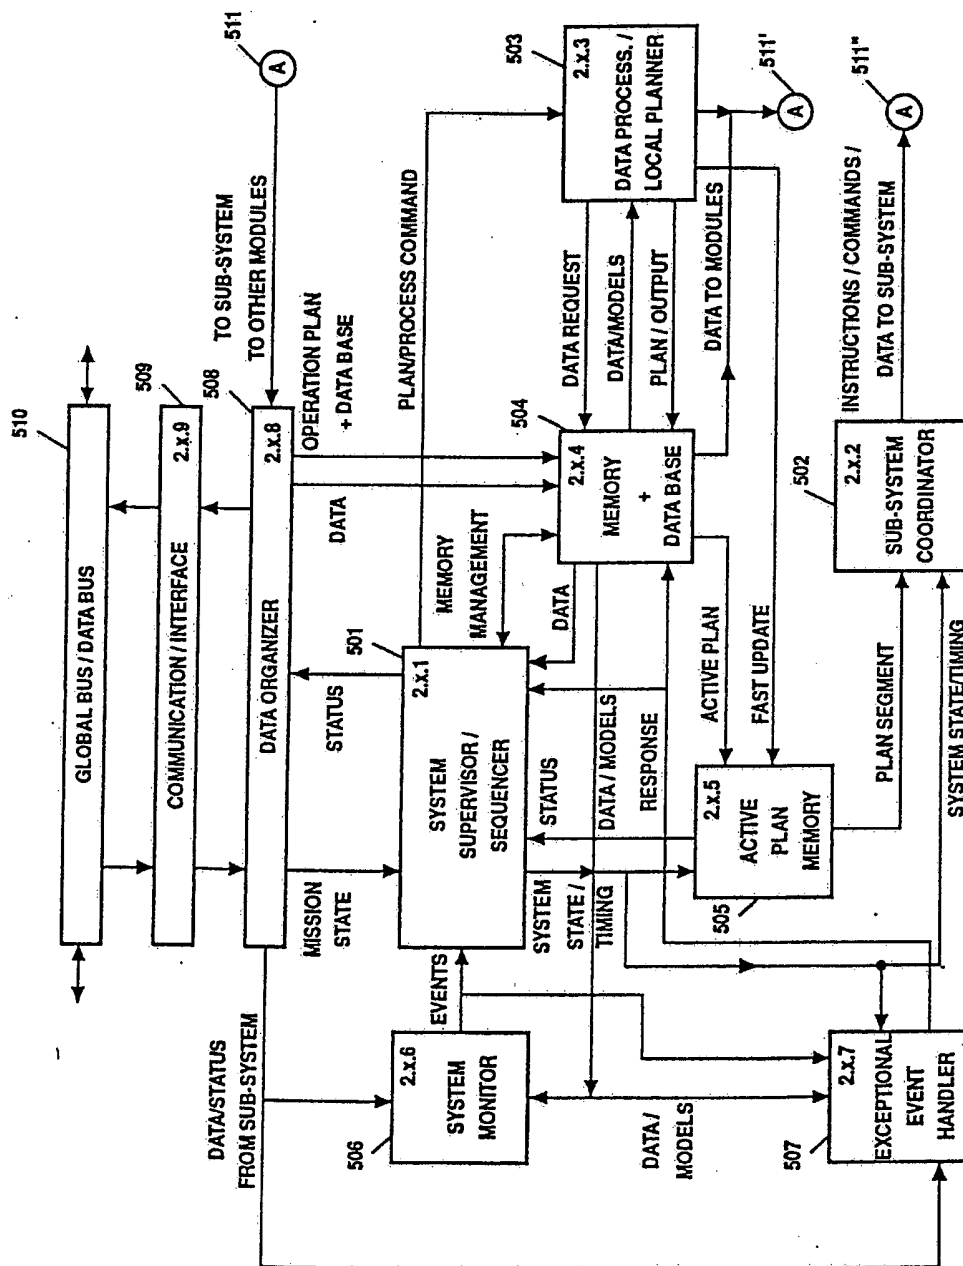 510
GLOBAL BUS / DATA BUS
509
2.x.9
COMMUNICATION / INTERFACE
508
2.x.8
DATA ORGANIZER
511
A
TO SUB-SYSTEM
TO OTHER MODULES
OPERATION PLAN
+ DATA BASE
DATA
STATUS
MISSION
STATE
DATA/STATUS
FROM SUB-SYSTEM
PLAN/PROCESS COMMAND
MEMORY
MANAGEMENT
501
2.x.1
SYSTEM
SUPERVISOR /
SEQUENCER
EVENTS
506
2.x.6
SYSTEM
MONITOR
503
2.x.3
DATA PROCESS. /
LOCAL PLANNER
DATA REQUEST
DATA/MODELS
PLAN / OUTPUT
DATA TO MODULES
511'
A
504
2.x.4
MEMORY
+
DATA BASE
DATA
DATA / MODELS
RESPONSE
STATUS
SYSTEM
STATE /
TIMING
ACTIVE PLAN
FAST UPDATE
505
2.x.5
ACTIVE
PLAN
MEMORY
PLAN SEGMENT
SYSTEM STATE/TIMING
DATA /
MODELS
507
2.x.7
EXCEPTIONAL
EVENT
HANDLER
502
2.x.2
SUB-SYSTEM
COORDINATOR
INSTRUCTIONS / COMMANDS /
DATA TO SUB-SYSTEM
511"
A